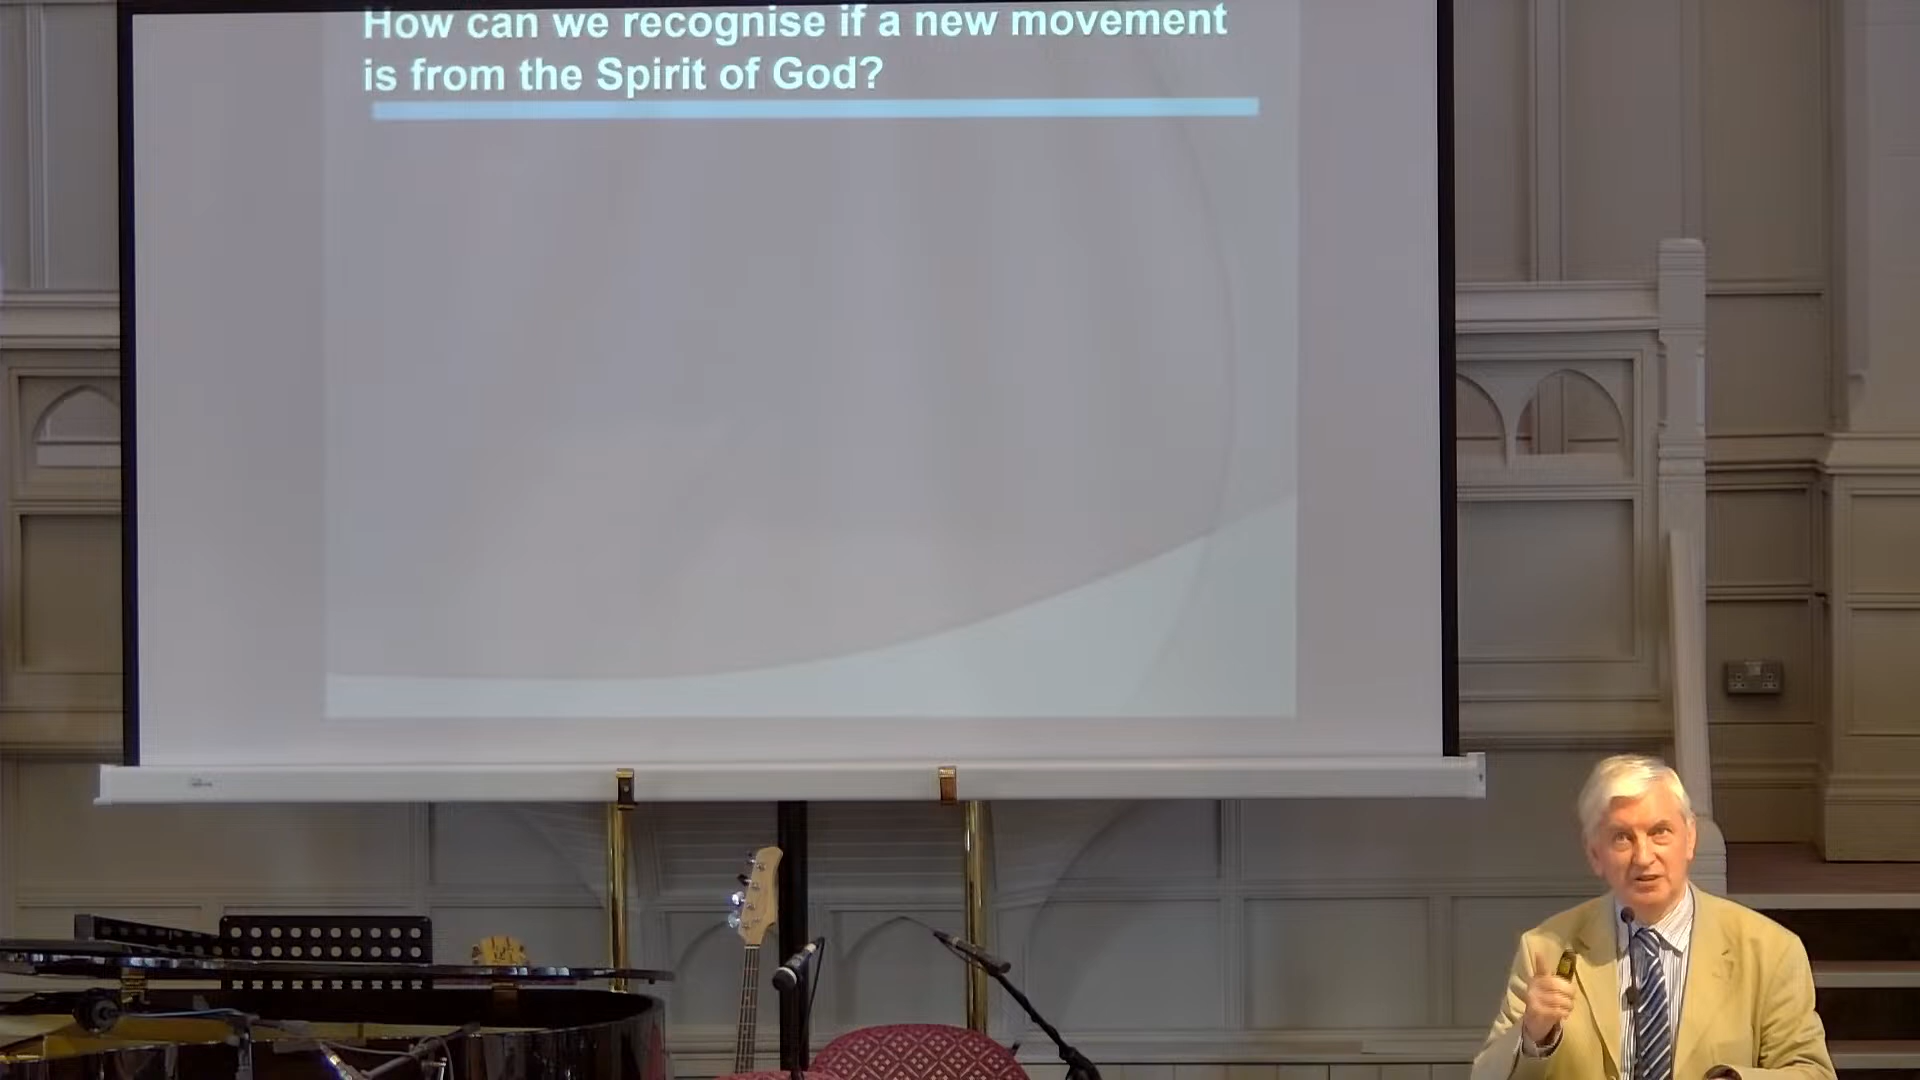 How can we recognise if a new movement
is from the Spirit of God?